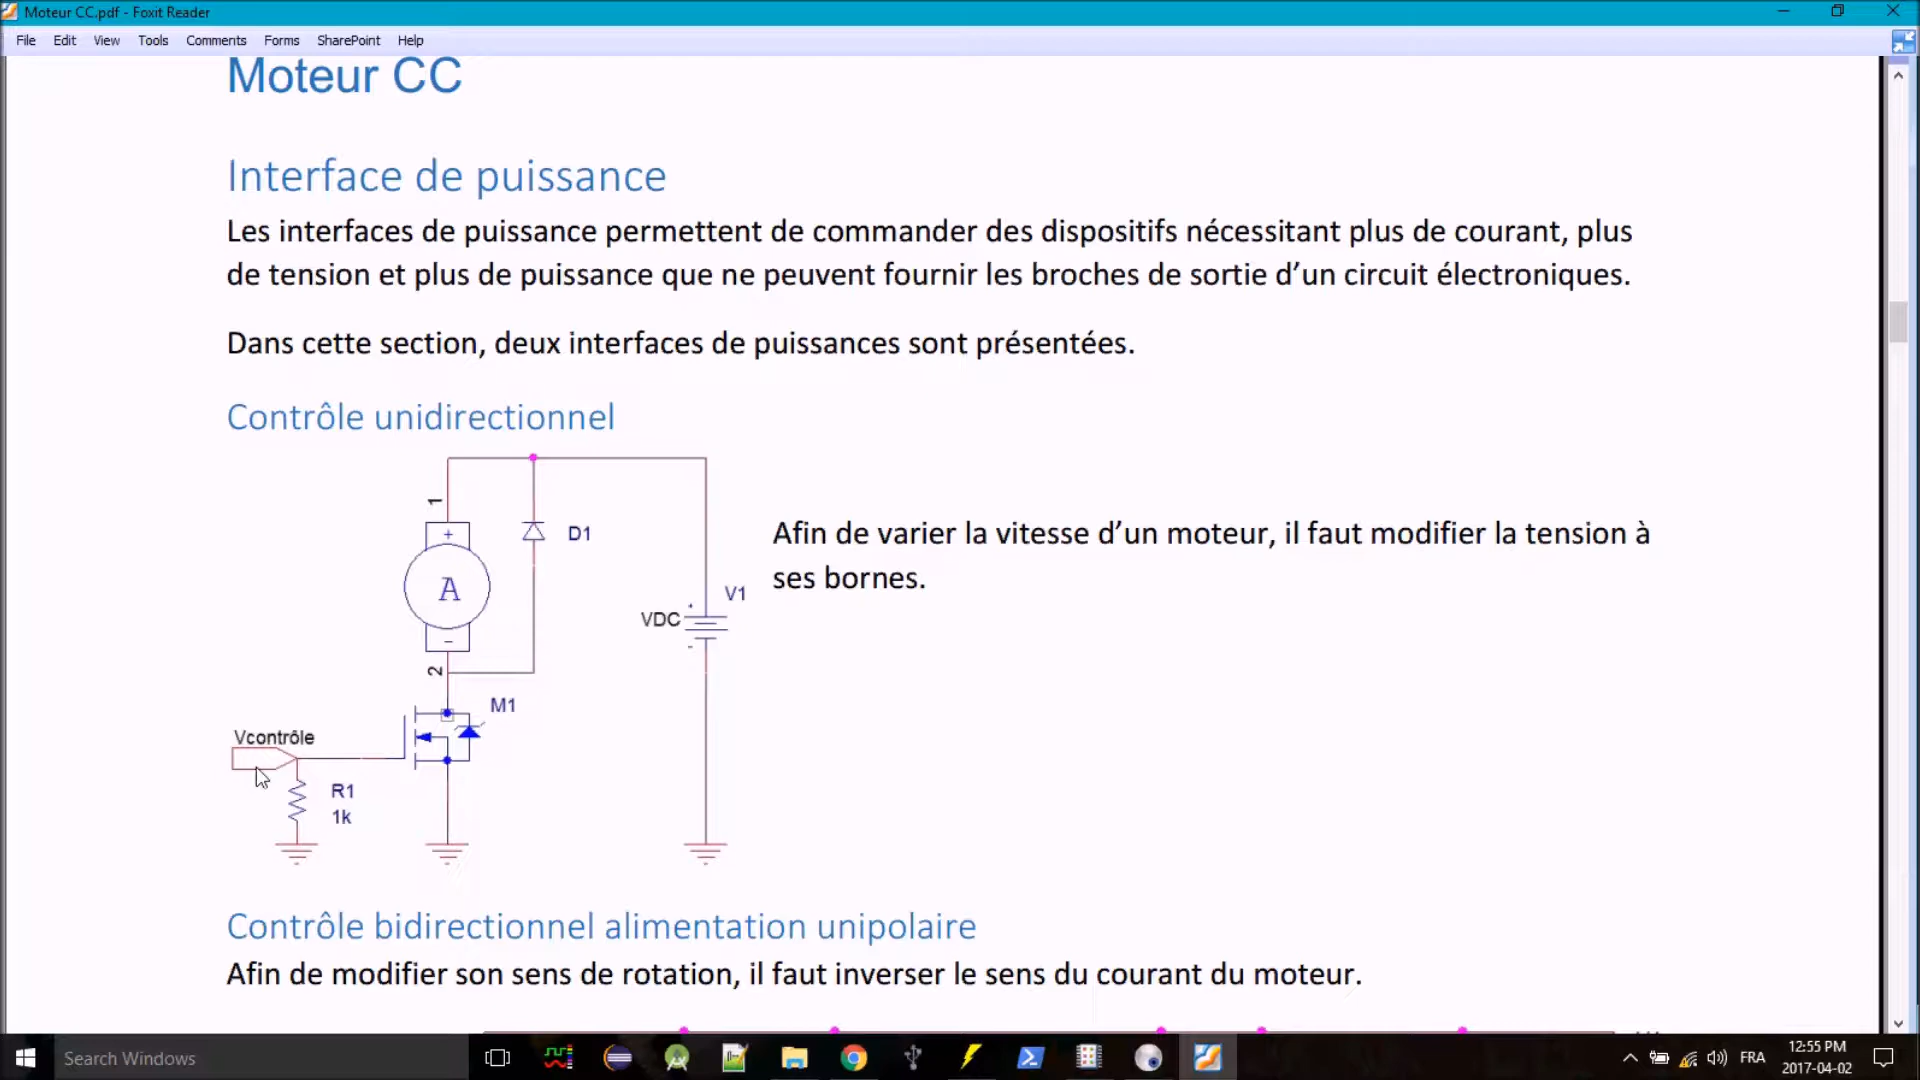 Moteur CC.pdf - Foxit Reader
File Edit View Tools Comments Forms SharePoint Help
Moteur CC
Interface de puissance
Les interfaces de puissance permettent de commander des dispositifs nécessitant plus de courant, plus
de tension et plus de puissance que ne peuvent fournir les broches de sortie d’un circuit électroniques.
Dans cette section, deux interfaces de puissances sont présentées.
Contrôle unidirectionnel
1
+
D1
A
Afin de varier la vitesse d’un moteur, il faut modifier la tension à
ses bornes.
V1
+
VDC
-
-
2
M1
Vcontrôle
R1
1k
Contrôle bidirectionnel alimentation unipolaire
Afin de modifier son sens de rotation, il faut inverser le sens du courant du moteur.
Search Windows
FRA
12:55 PM
2017-04-02